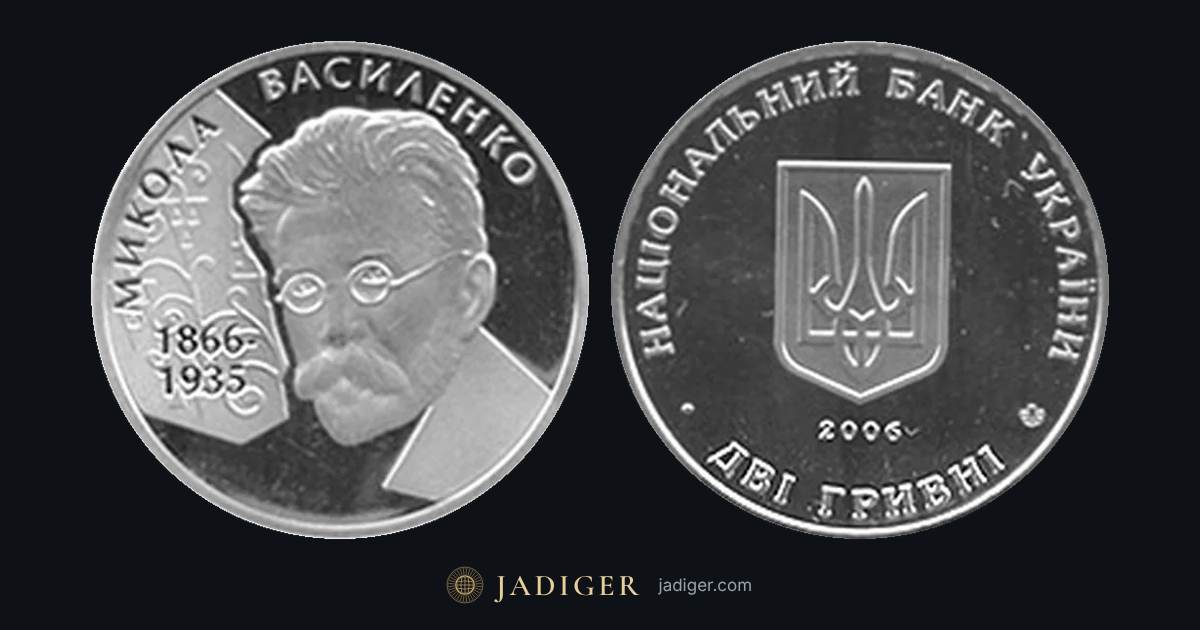 МИКОЛА
ВАСИЛЕНКО
1866-
1935
НАЦІОНАЛЬНИЙ БАНК УКРАЇНИ
2006
ДВІ ГРИВНІ
JADIGER jadiger.com